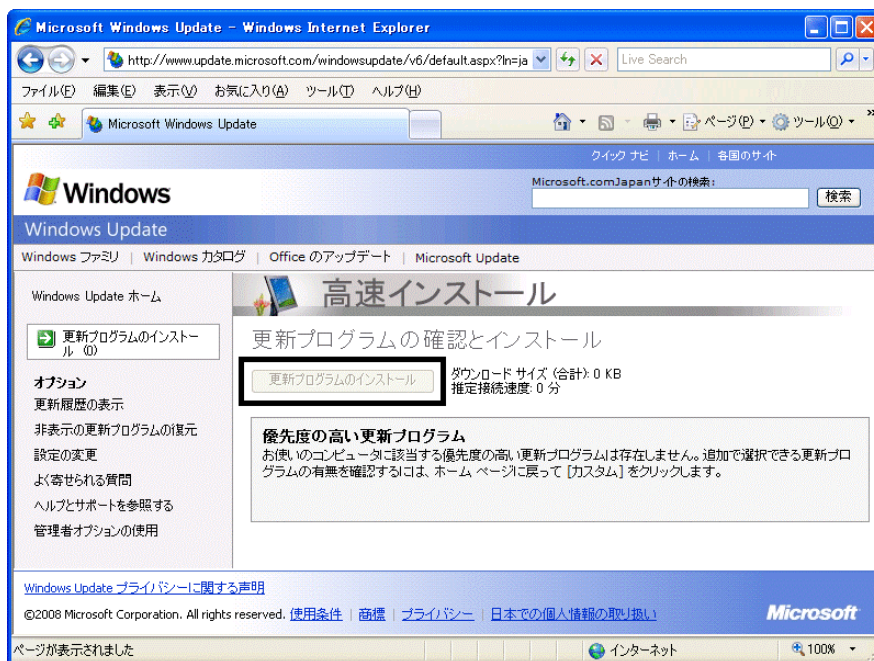 Microsoft Windows Update - Windows Internet Explorer
http://www.update.microsoft.com/windowsupdate/v6/default.aspx?ln=ja
Live Search
ファイル(F) 編集(E) 表示(V) お気に入り(A) ツール(T) ヘルプ(H)
Microsoft Windows Update
ページ(P) ツール(O)
クイック ナビ | ホーム | 各国のサイト
Windows
Microsoft.comJapanサイトの検索:
検索
Windows Update
Windows ファミリ | Windows カタログ | Office のアップデート | Microsoft Update
Windows Update ホーム
高速インストール
更新プログラムのインストー
ル (0)
更新プログラムの確認とインストール
更新プログラムのインストール
ダウンロード サイズ (合計): 0 KB
推定接続速度: 0 分
オプション
更新履歴の表示
非表示の更新プログラムの復元
設定の変更
よく寄せられる質問
ヘルプとサポートを参照する
管理者オプションの使用
優先度の高い更新プログラム
お使いのコンピュータに該当する優先度の高い更新プログラムは存在しません。追加で選択できる更新プロ
グラムの有無を確認するには、ホーム ページに戻って [カスタム] をクリックします。
Windows Update プライバシーに関する声明
©2008 Microsoft Corporation. All rights reserved. 使用条件 | 商標 | プライバシー | 日本での個人情報の取り扱い
Microsoft
ページが表示されました
インターネット
100%